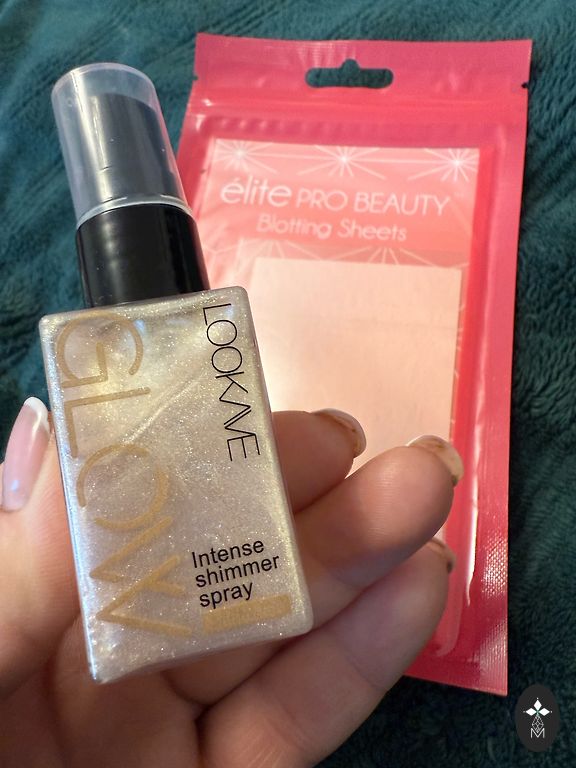 élite PRO BEAUTY
Blotting Sheets
LOOKAVE
GLOW
Intense
shimmer
spray
M